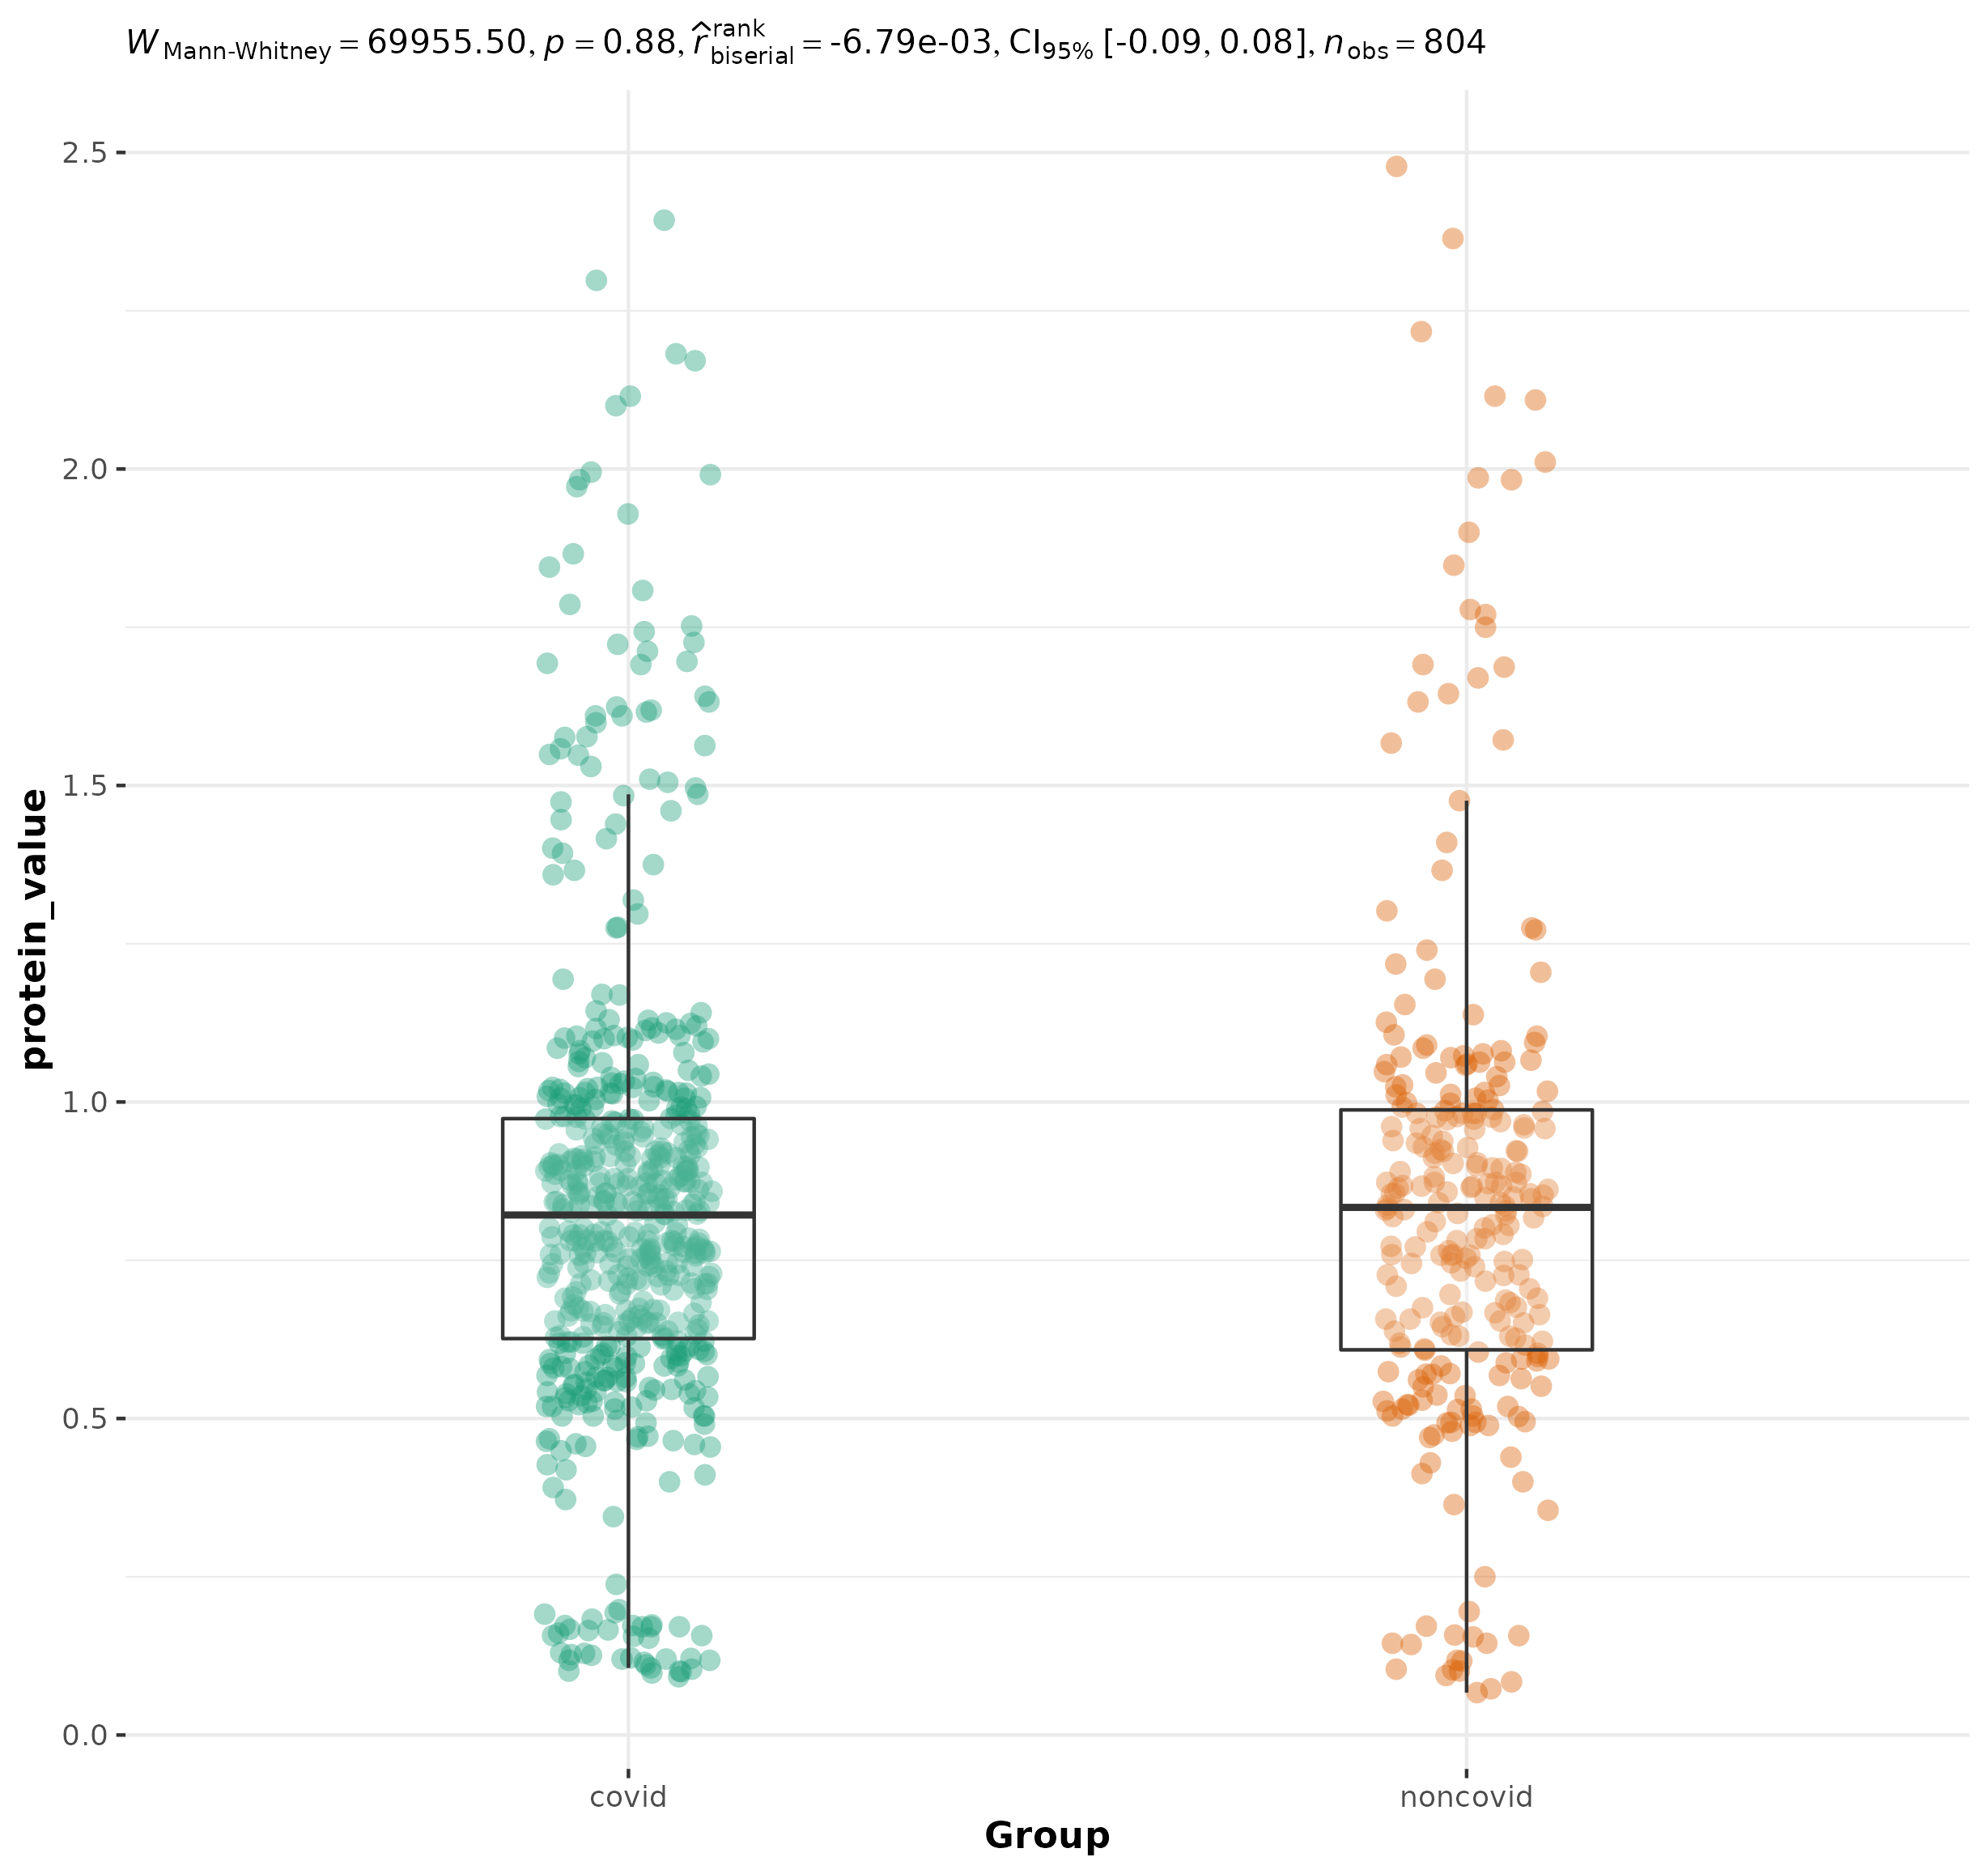 W Mann-Whitney = 69955.50, p = 0.88, r̂ rank biserial = -6.79e-03, CI95% [-0.09, 0.08], nobs = 804
2.5
2.0
1.5
1.0
0.5
0.0
protein_value
covid
noncovid
Group